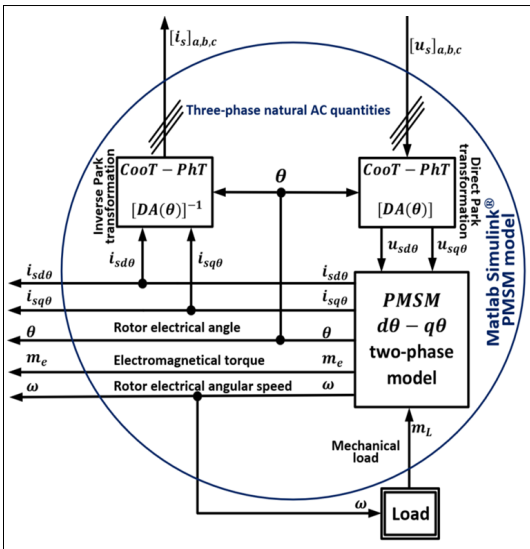 [i_s]_{a,b,c}
[u_s]_{a,b,c}
Three-phase natural AC quantities
Inverse Park
transformation
CooT − PhT
[DA(θ)]^{-1}
θ
CooT − PhT
[DA(θ)]
Direct Park
transformation
Matlab Simulink®
PMSM model
i_{sdθ}
i_{sqθ}
u_{sdθ}
u_{sqθ}
i_{sdθ}
i_{sdθ}
i_{sqθ}
i_{sqθ}
θ
Rotor electrical angle
θ
m_e
Electromagnetical torque
m_e
ω
Rotor electrical angular speed
ω
PMSM
dθ − qθ
two-phase
model
m_L
Mechanical
load
ω
Load